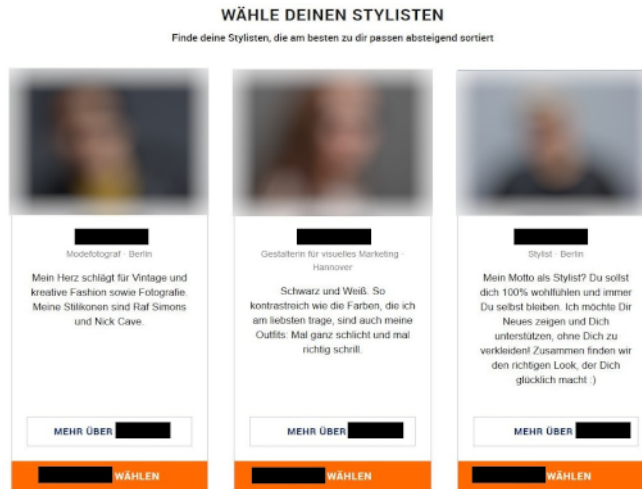 WÄHLE DEINEN STYLISTEN
Finde deine Stylisten, die am besten zu dir passen absteigend sortiert
Modefotograf · Berlin
Mein Herz schlägt für Vintage und
kreative Fashion sowie Fotografie.
Meine Stilikonen sind Raf Simons
und Nick Cave.
MEHR ÜBER
WÄHLEN
Gestalterin für visuelles Marketing ·
Hannover
Schwarz und Weiß. So
kontrastreich wie die Farben, die ich
am liebsten trage, sind auch meine
Outfits: Mal ganz schlicht und mal
richtig schrill.
MEHR ÜBER
WÄHLEN
Stylist · Berlin
Mein Motto als Stylist? Du sollst
dich 100% wohlfühlen und immer
Du selbst bleiben. Ich möchte Dir
Neues zeigen und Dich
unterstützen, ohne Dich zu
verkleiden! Zusammen finden wir
den richtigen Look, der Dich
glücklich macht :)
MEHR ÜBER
WÄHLEN